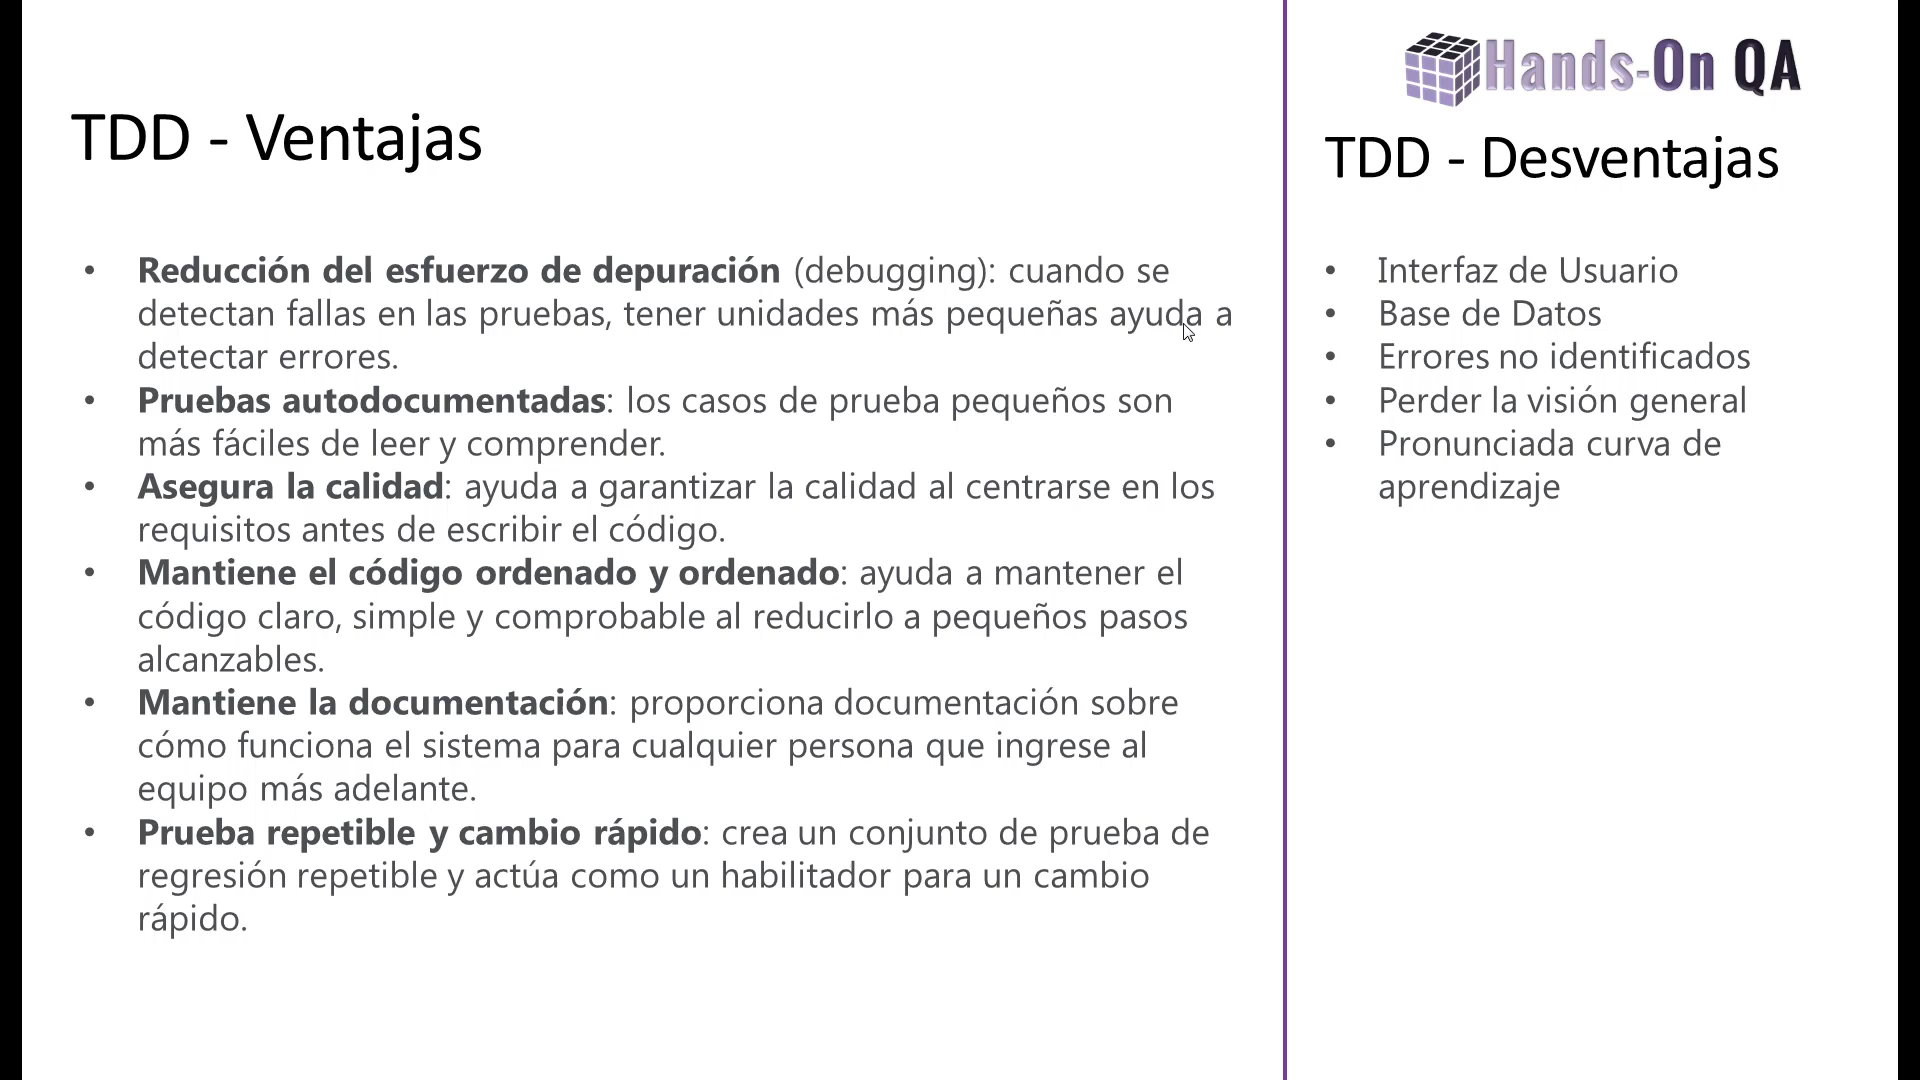 TDD - Ventajas
• Reducción del esfuerzo de depuración (debugging): cuando se
detectan fallas en las pruebas, tener unidades más pequeñas ayuda a
detectar errores.
• Pruebas autodocumentadas: los casos de prueba pequeños son
más fáciles de leer y comprender.
• Asegura la calidad: ayuda a garantizar la calidad al centrarse en los
requisitos antes de escribir el código.
• Mantiene el código ordenado y ordenado: ayuda a mantener el
código claro, simple y comprobable al reducirlo a pequeños pasos
alcanzables.
• Mantiene la documentación: proporciona documentación sobre
cómo funciona el sistema para cualquier persona que ingrese al
equipo más adelante.
• Prueba repetible y cambio rápido: crea un conjunto de prueba de
regresión repetible y actúa como un habilitador para un cambio
rápido.
Hands-On QA
TDD - Desventajas
• Interfaz de Usuario
• Base de Datos
• Errores no identificados
• Perder la visión general
• Pronunciada curva de
aprendizaje